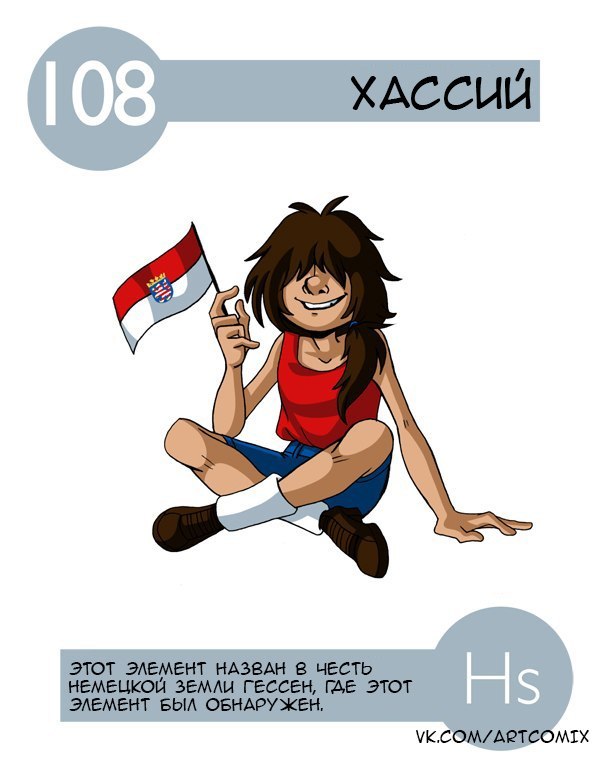 108
ХАССИЙ
ЭТОТ ЭЛЕМЕНТ НАЗВАН В ЧЕСТЬ
НЕМЕЦКОЙ ЗЕМЛИ ГЕССЕН, ГДЕ ЭТОТ
ЭЛЕМЕНТ БЫЛ ОБНАРУЖЕН.
Hs
VK.COM/ARTCOMIX